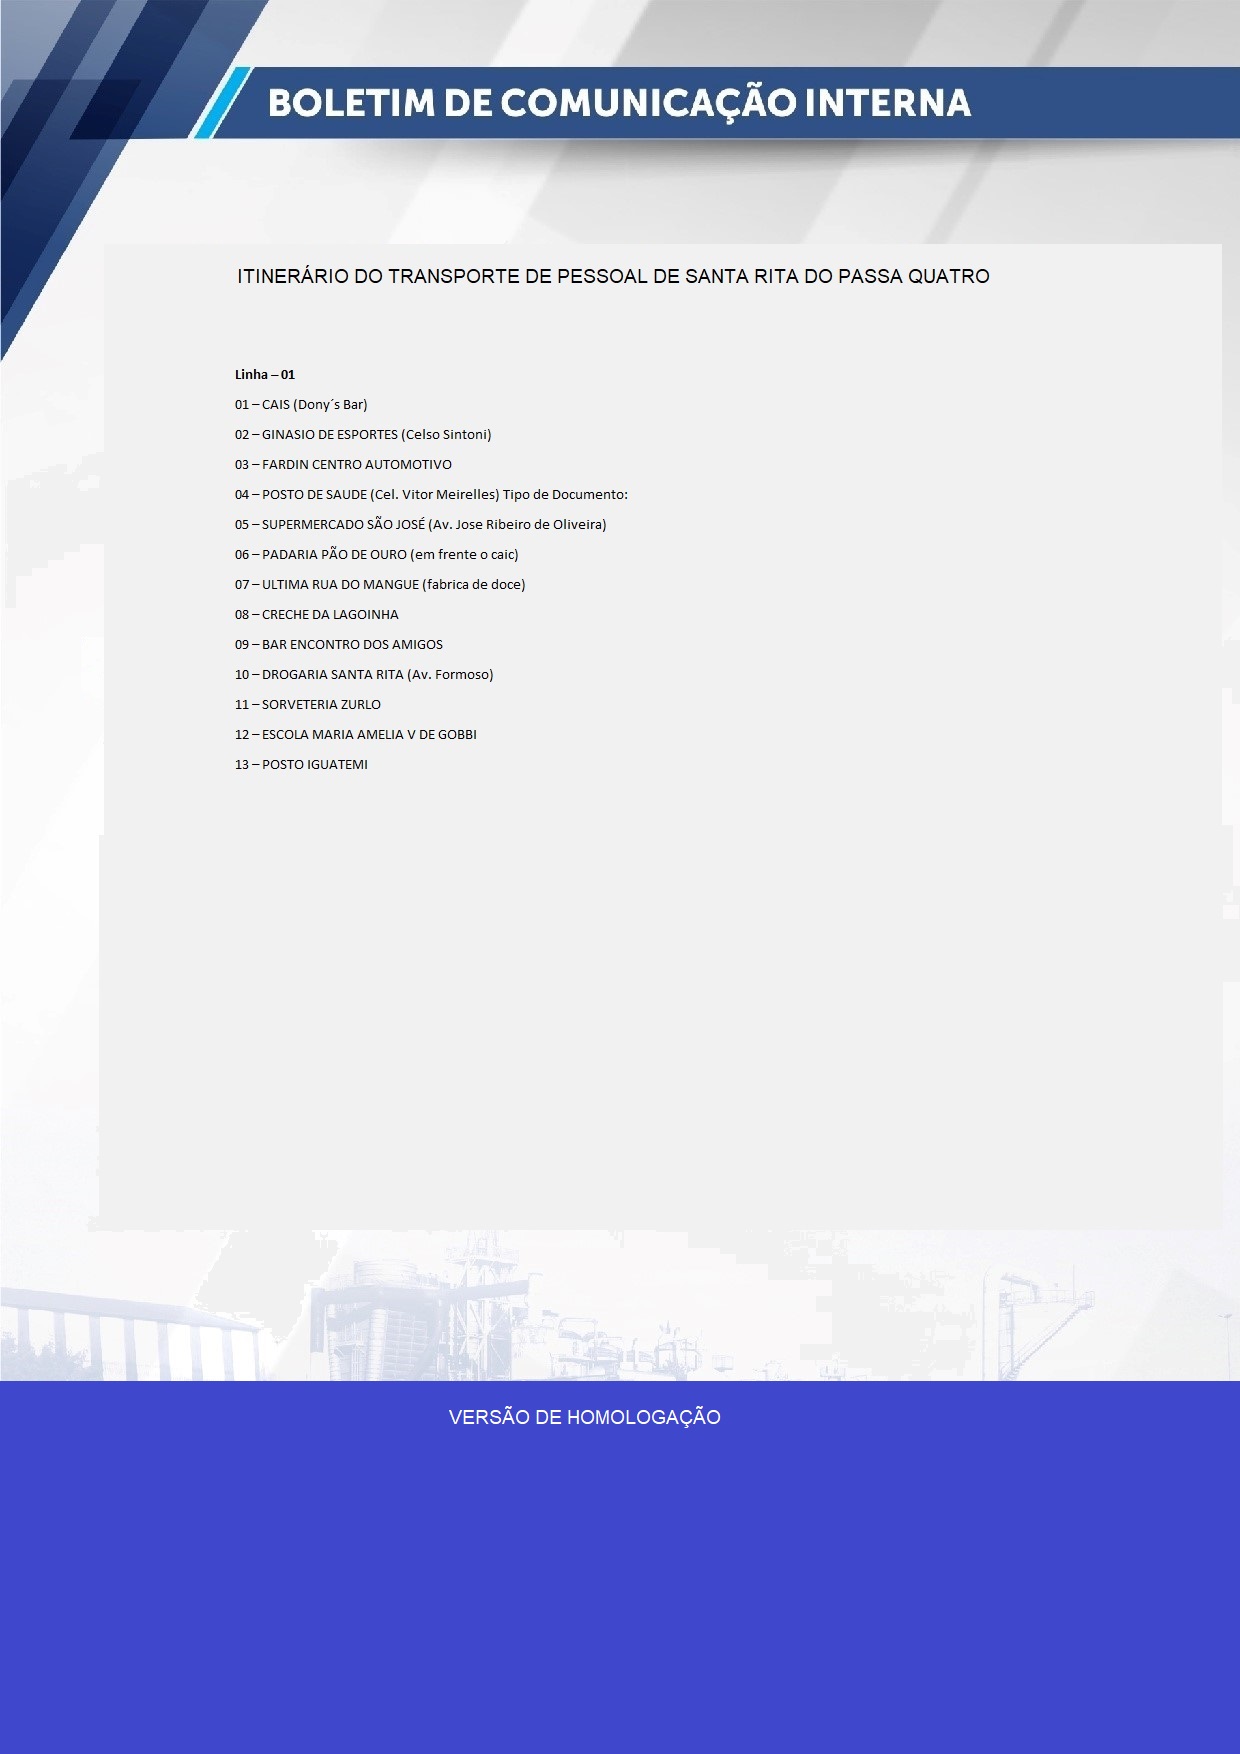 BOLETIM DE COMUNICAÇÃO INTERNA
ITINERÁRIO DO TRANSPORTE DE PESSOAL DE SANTA RITA DO PASSA QUATRO
Linha – 01
01 – CAIS (Dony´s Bar)
02 – GINASIO DE ESPORTES (Celso Sintoni)
03 – FARDIN CENTRO AUTOMOTIVO
04 – POSTO DE SAUDE (Cel. Vitor Meirelles) Tipo de Documento:
05 – SUPERMERCADO SÃO JOSÉ (Av. Jose Ribeiro de Oliveira)
06 – PADARIA PÃO DE OURO (em frente o caic)
07 – ULTIMA RUA DO MANGUE (fabrica de doce)
08 – CRECHE DA LAGOINHA
09 – BAR ENCONTRO DOS AMIGOS
10 – DROGARIA SANTA RITA (Av. Formoso)
11 – SORVETERIA ZURLO
12 – ESCOLA MARIA AMELIA V DE GOBBI
13 – POSTO IGUATEMI
VERSÃO DE HOMOLOGAÇÃO